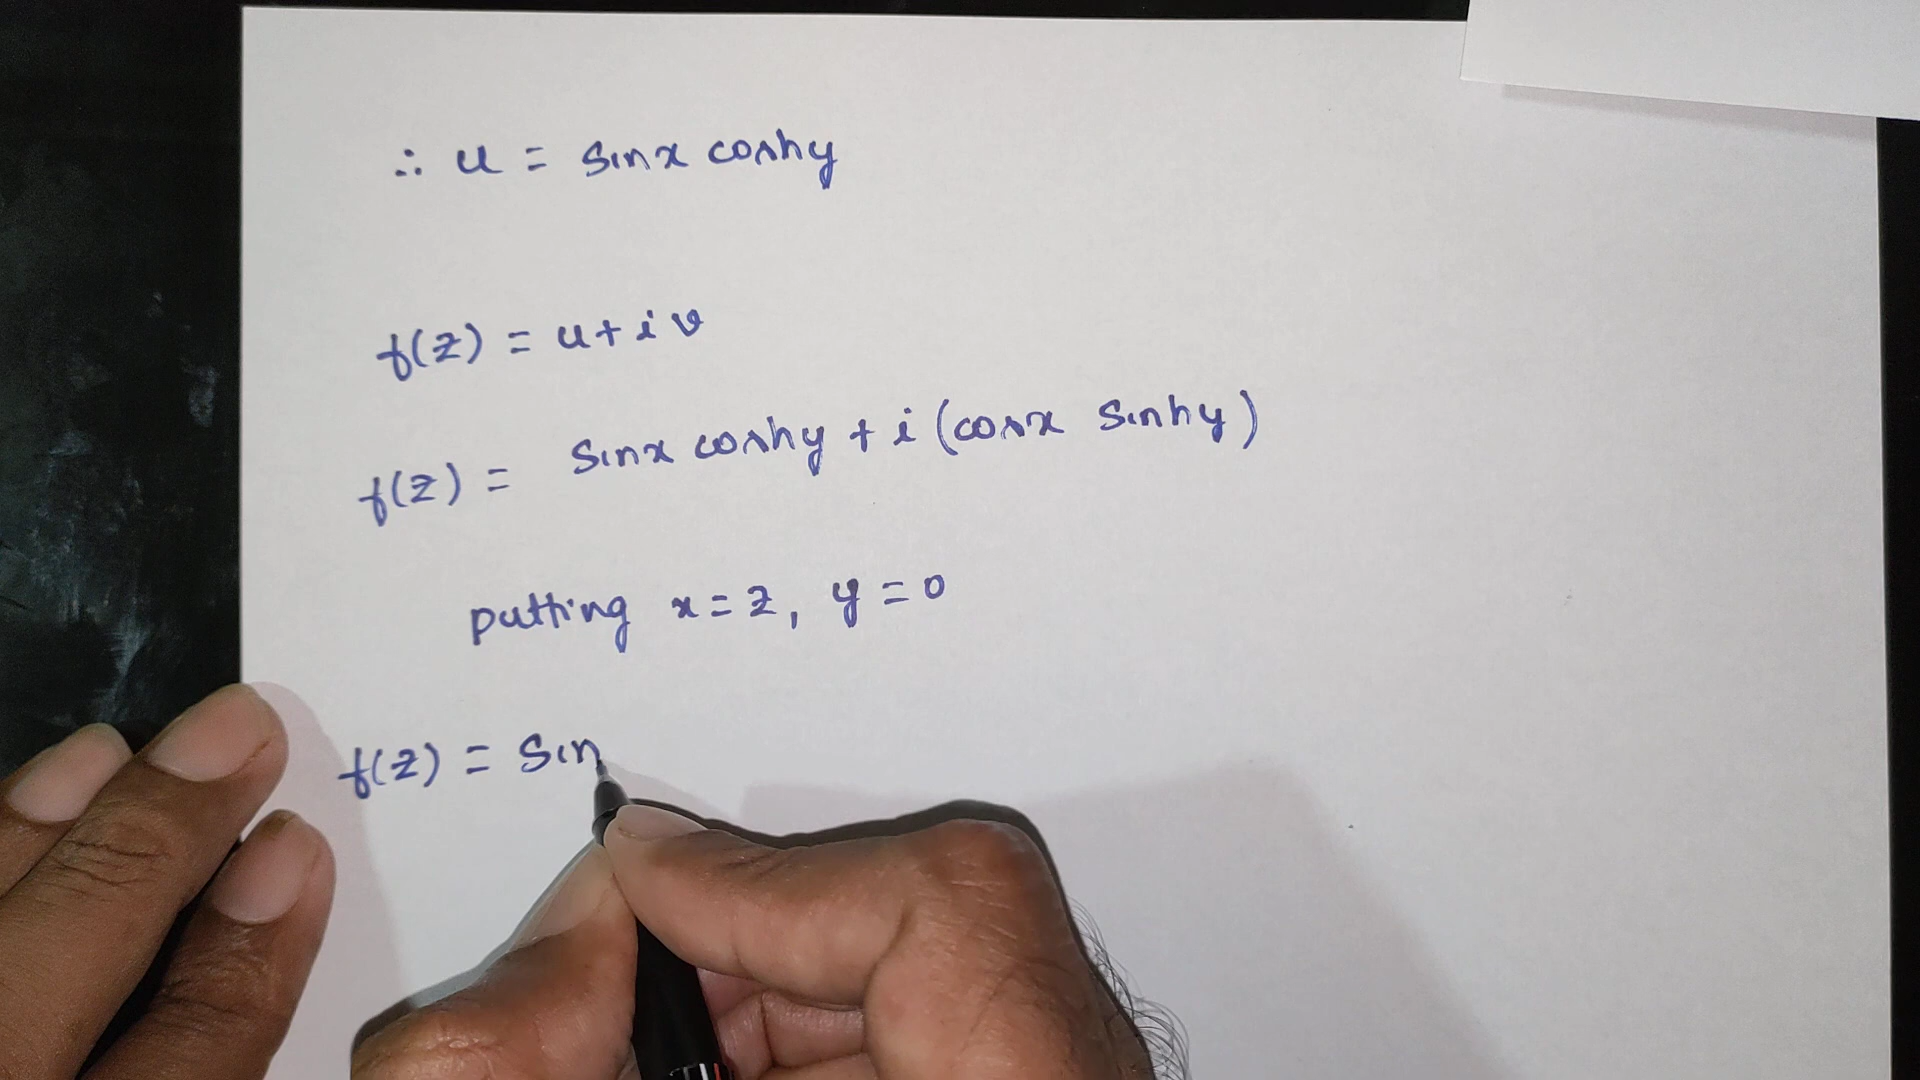 ∴ u = sinx coshy
f(z) = u + i v
f(z) = sinx coshy + i (cosx sinhy)
putting x = z, y = 0
f(z) = sin